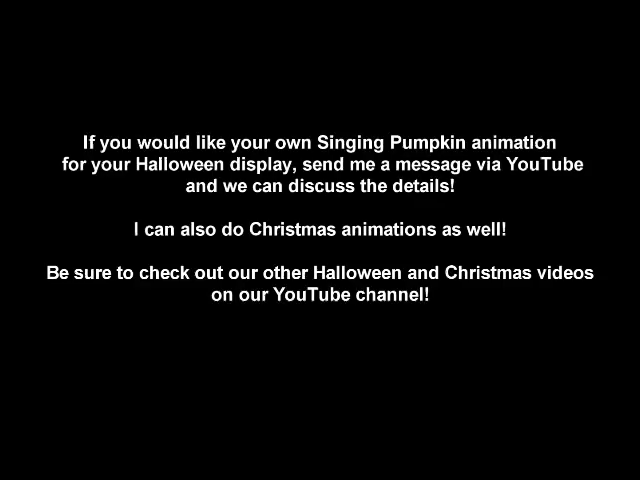 If you would like your own Singing Pumpkin animation
for your Halloween display, send me a message via YouTube
and we can discuss the details!
I can also do Christmas animations as well!
Be sure to check out our other Halloween and Christmas videos
on our YouTube channel!